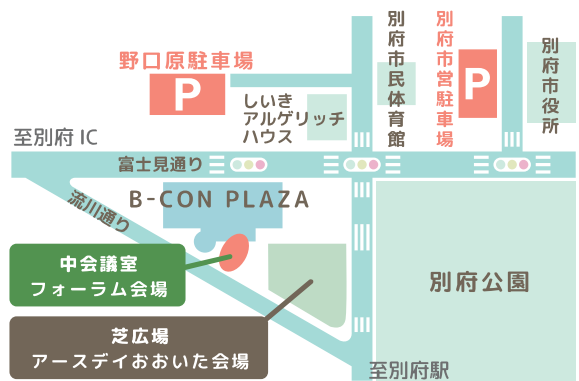 野口原駐車場
P
別府市民体育館
別府市営駐車場
P
別府市役所
しいき
アルゲリッチ
ハウス
至別府 IC
富士見通り
流川通り
B-CON PLAZA
中会議室
フォーラム会場
別府公園
芝広場
アースデイおおいた会場
至別府駅